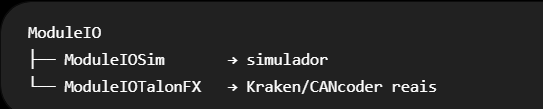 ModuleIO
├── ModuleIOSim → simulador
└── ModuleIOTalonFX → Kraken/CANcoder reais